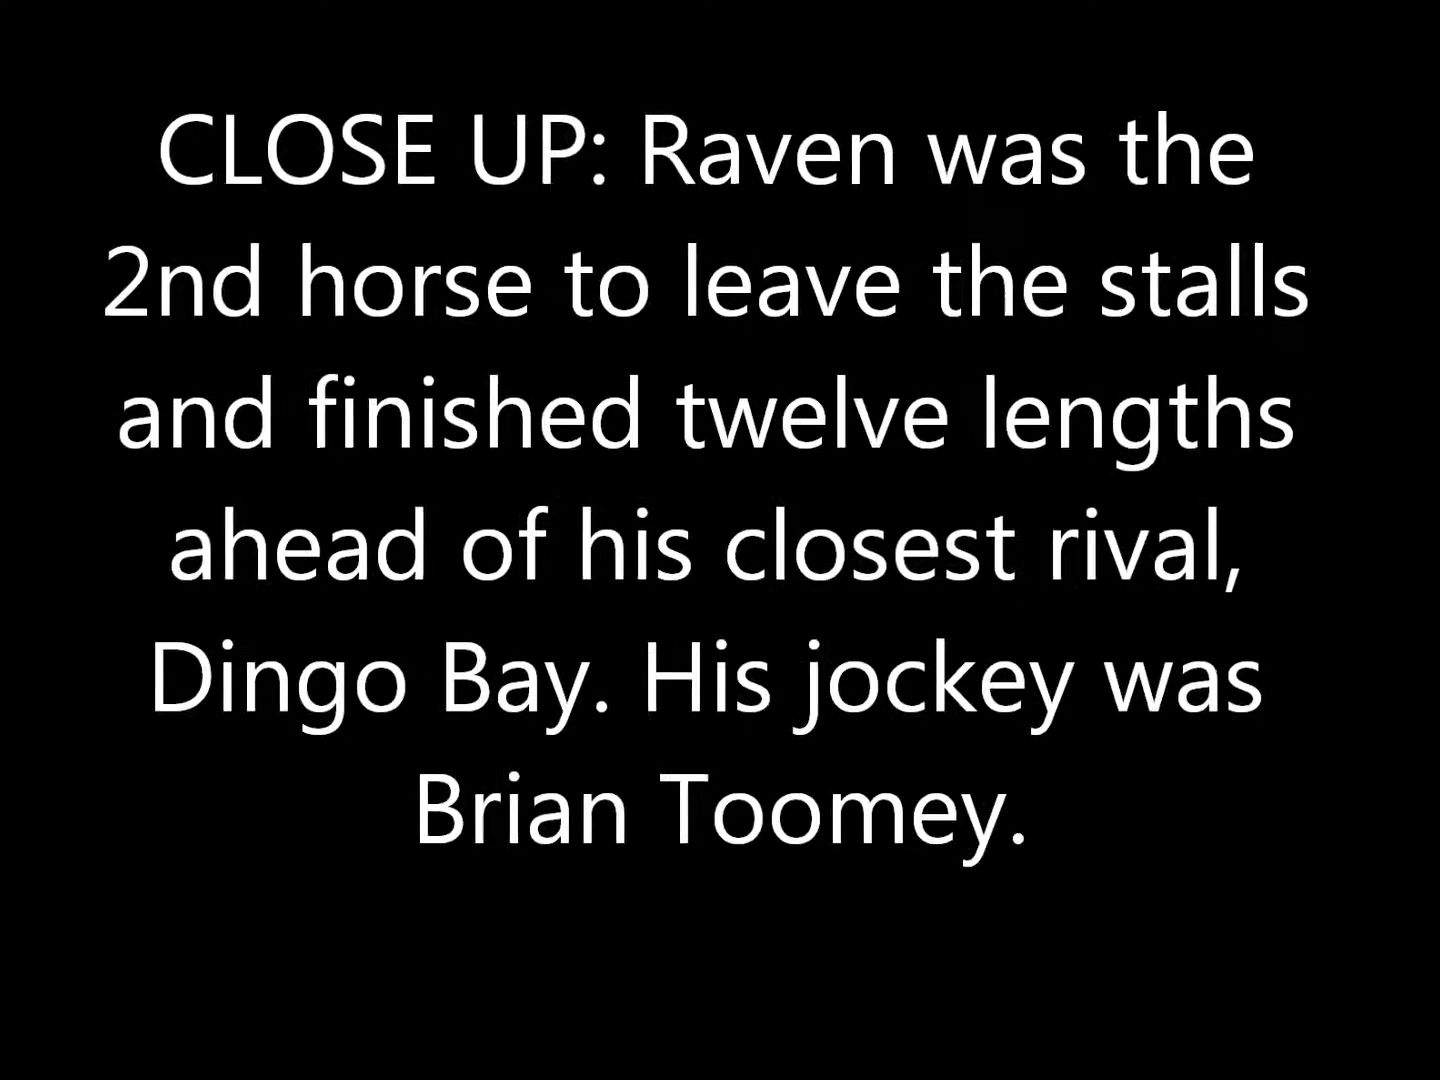 CLOSE UP: Raven was the
2nd horse to leave the stalls
and finished twelve lengths
ahead of his closest rival,
Dingo Bay. His jockey was
Brian Toomey.